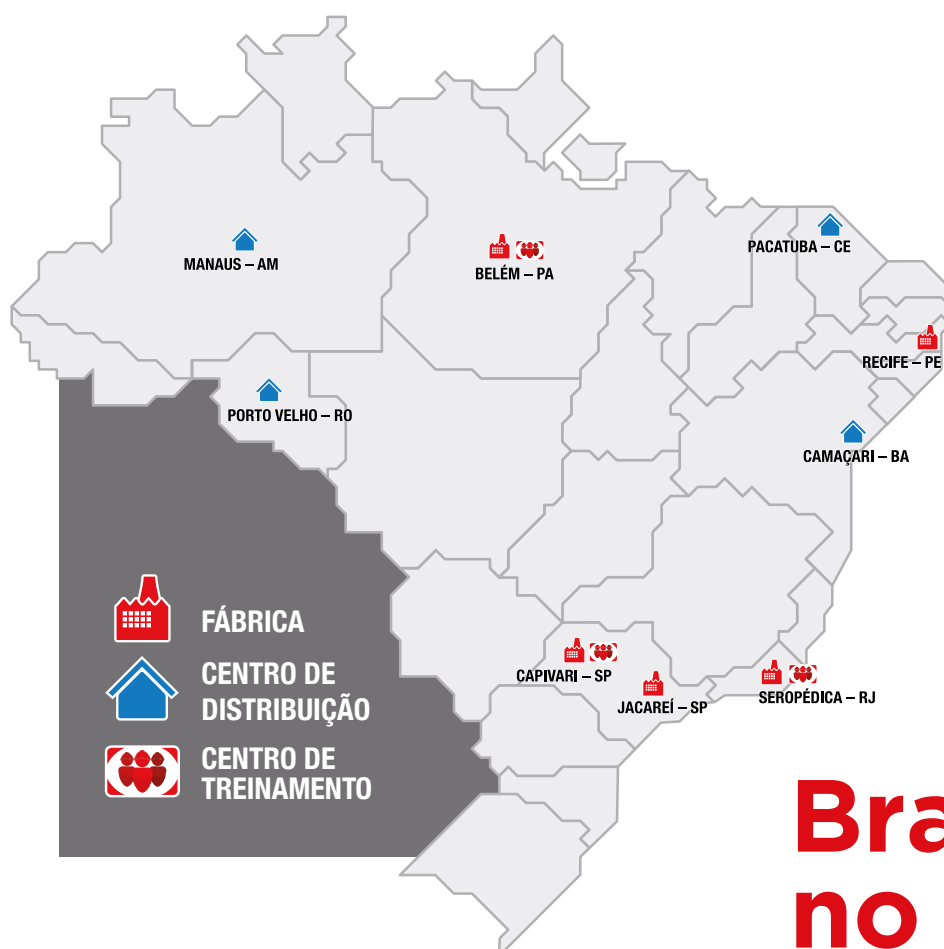 PACATUBA – CE
MANAUS – AM
BELÉM – PA
RECIFE – PE
PORTO VELHO – RO
CAMAÇARI – BA
FÁBRICA
CENTRO DE
DISTRIBUIÇÃO
CENTRO DE
TREINAMENTO
CAPIVARI – SP
JACAREÍ – SP
SEROPÉDICA – RJ
Bra
no